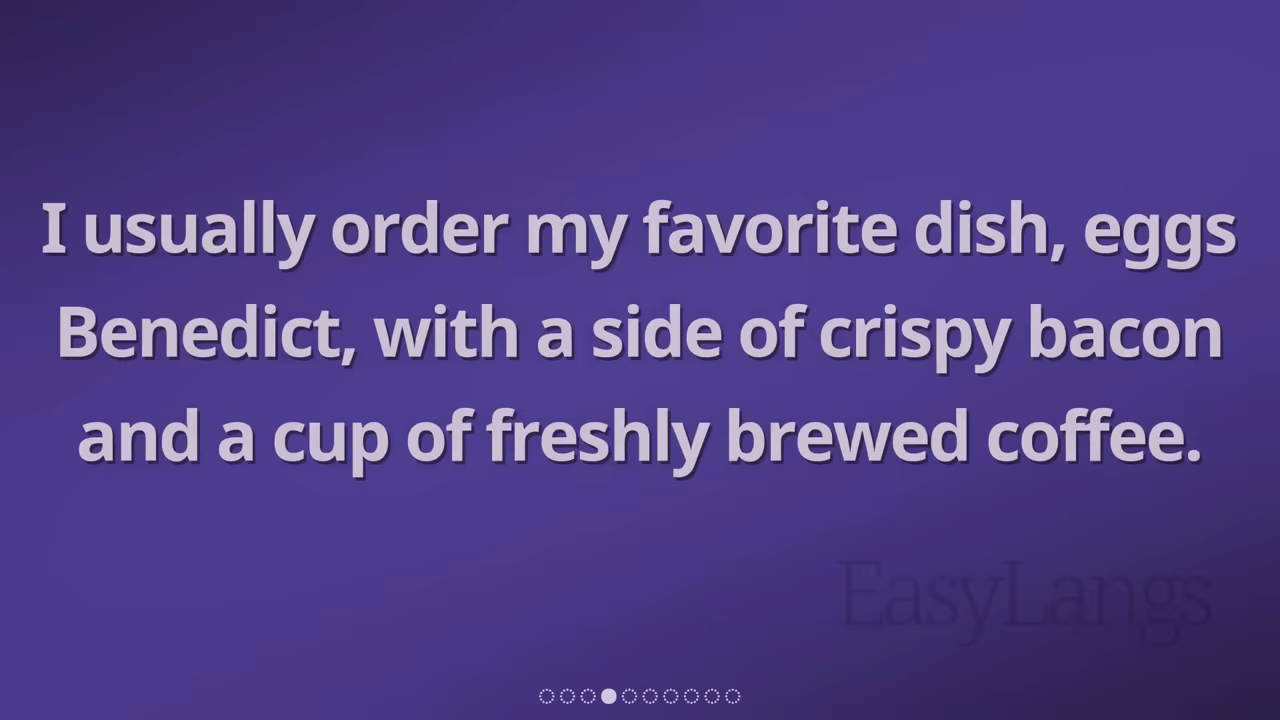 I usually order my favorite dish, eggs
Benedict, with a side of crispy bacon
and a cup of freshly brewed coffee.
EasyLangs